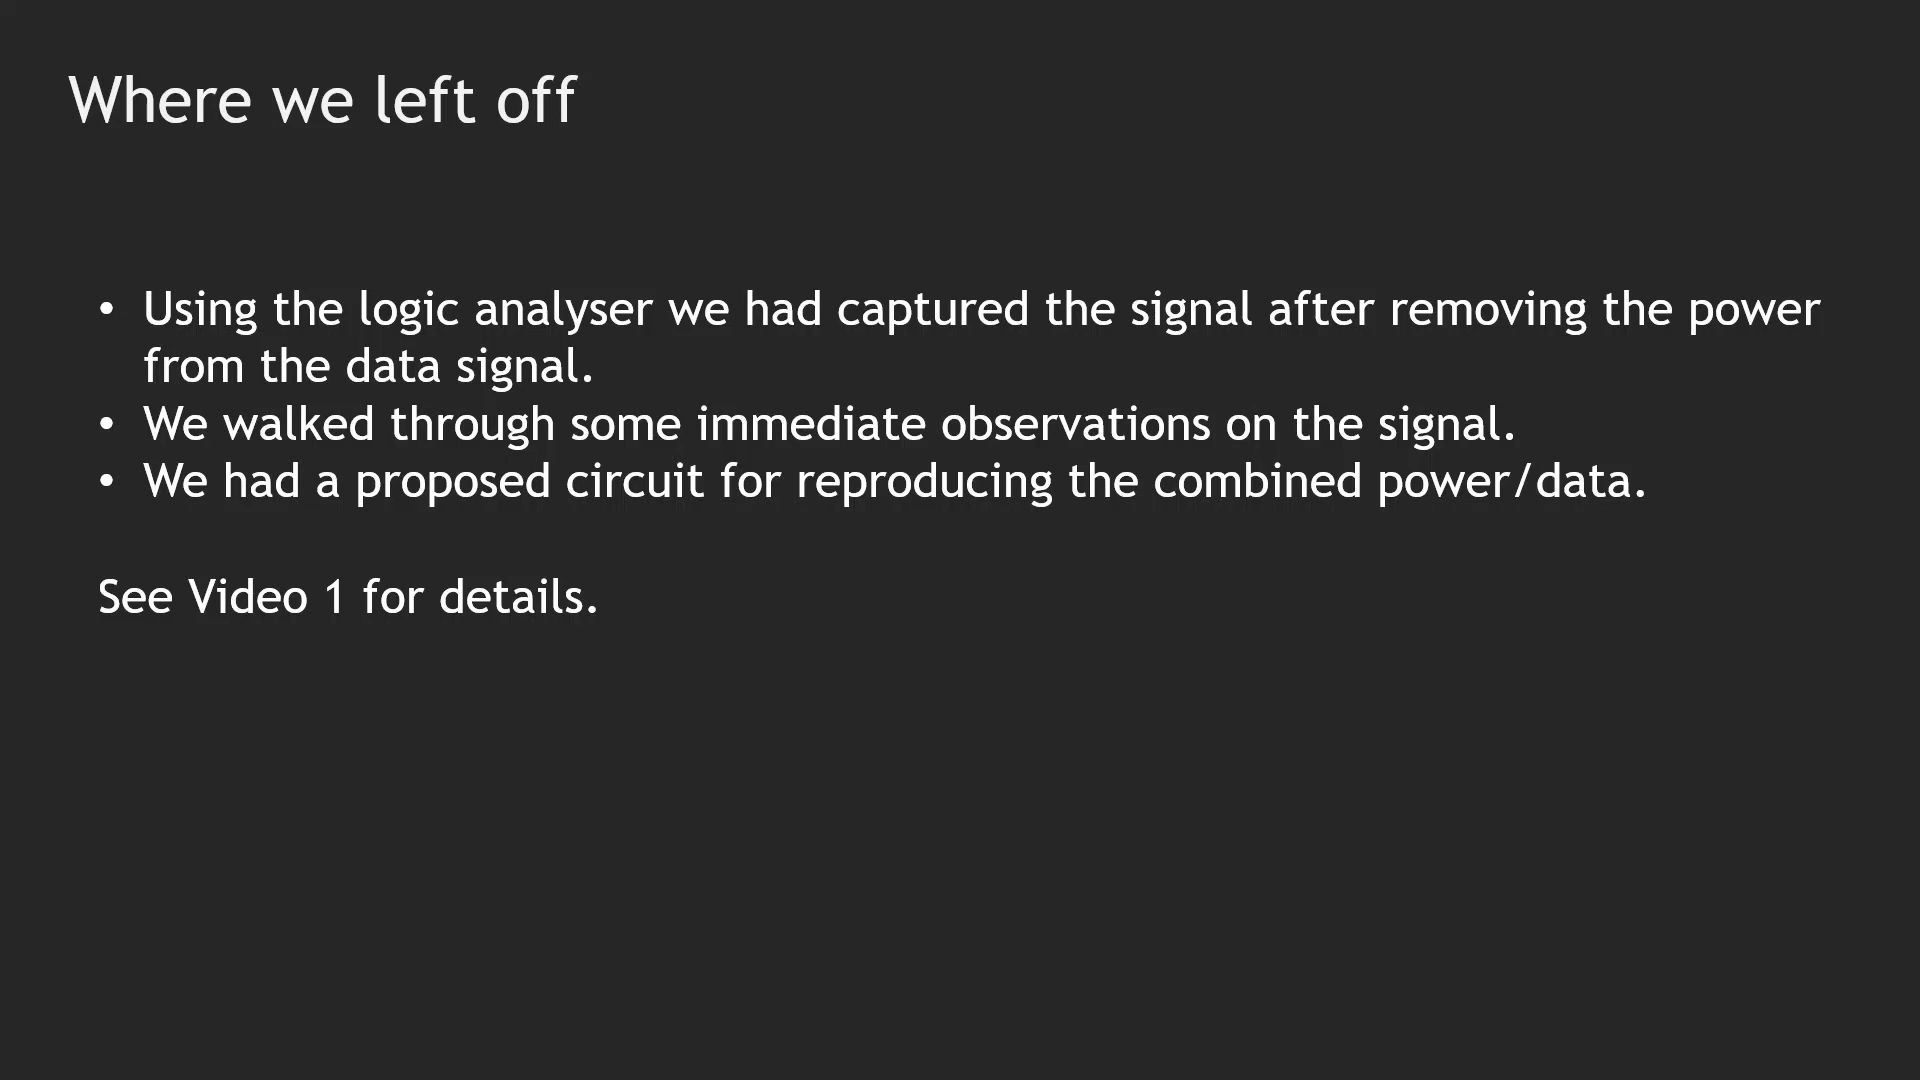 Where we left off
• Using the logic analyser we had captured the signal after removing the power
from the data signal.
• We walked through some immediate observations on the signal.
• We had a proposed circuit for reproducing the combined power/data.
See Video 1 for details.